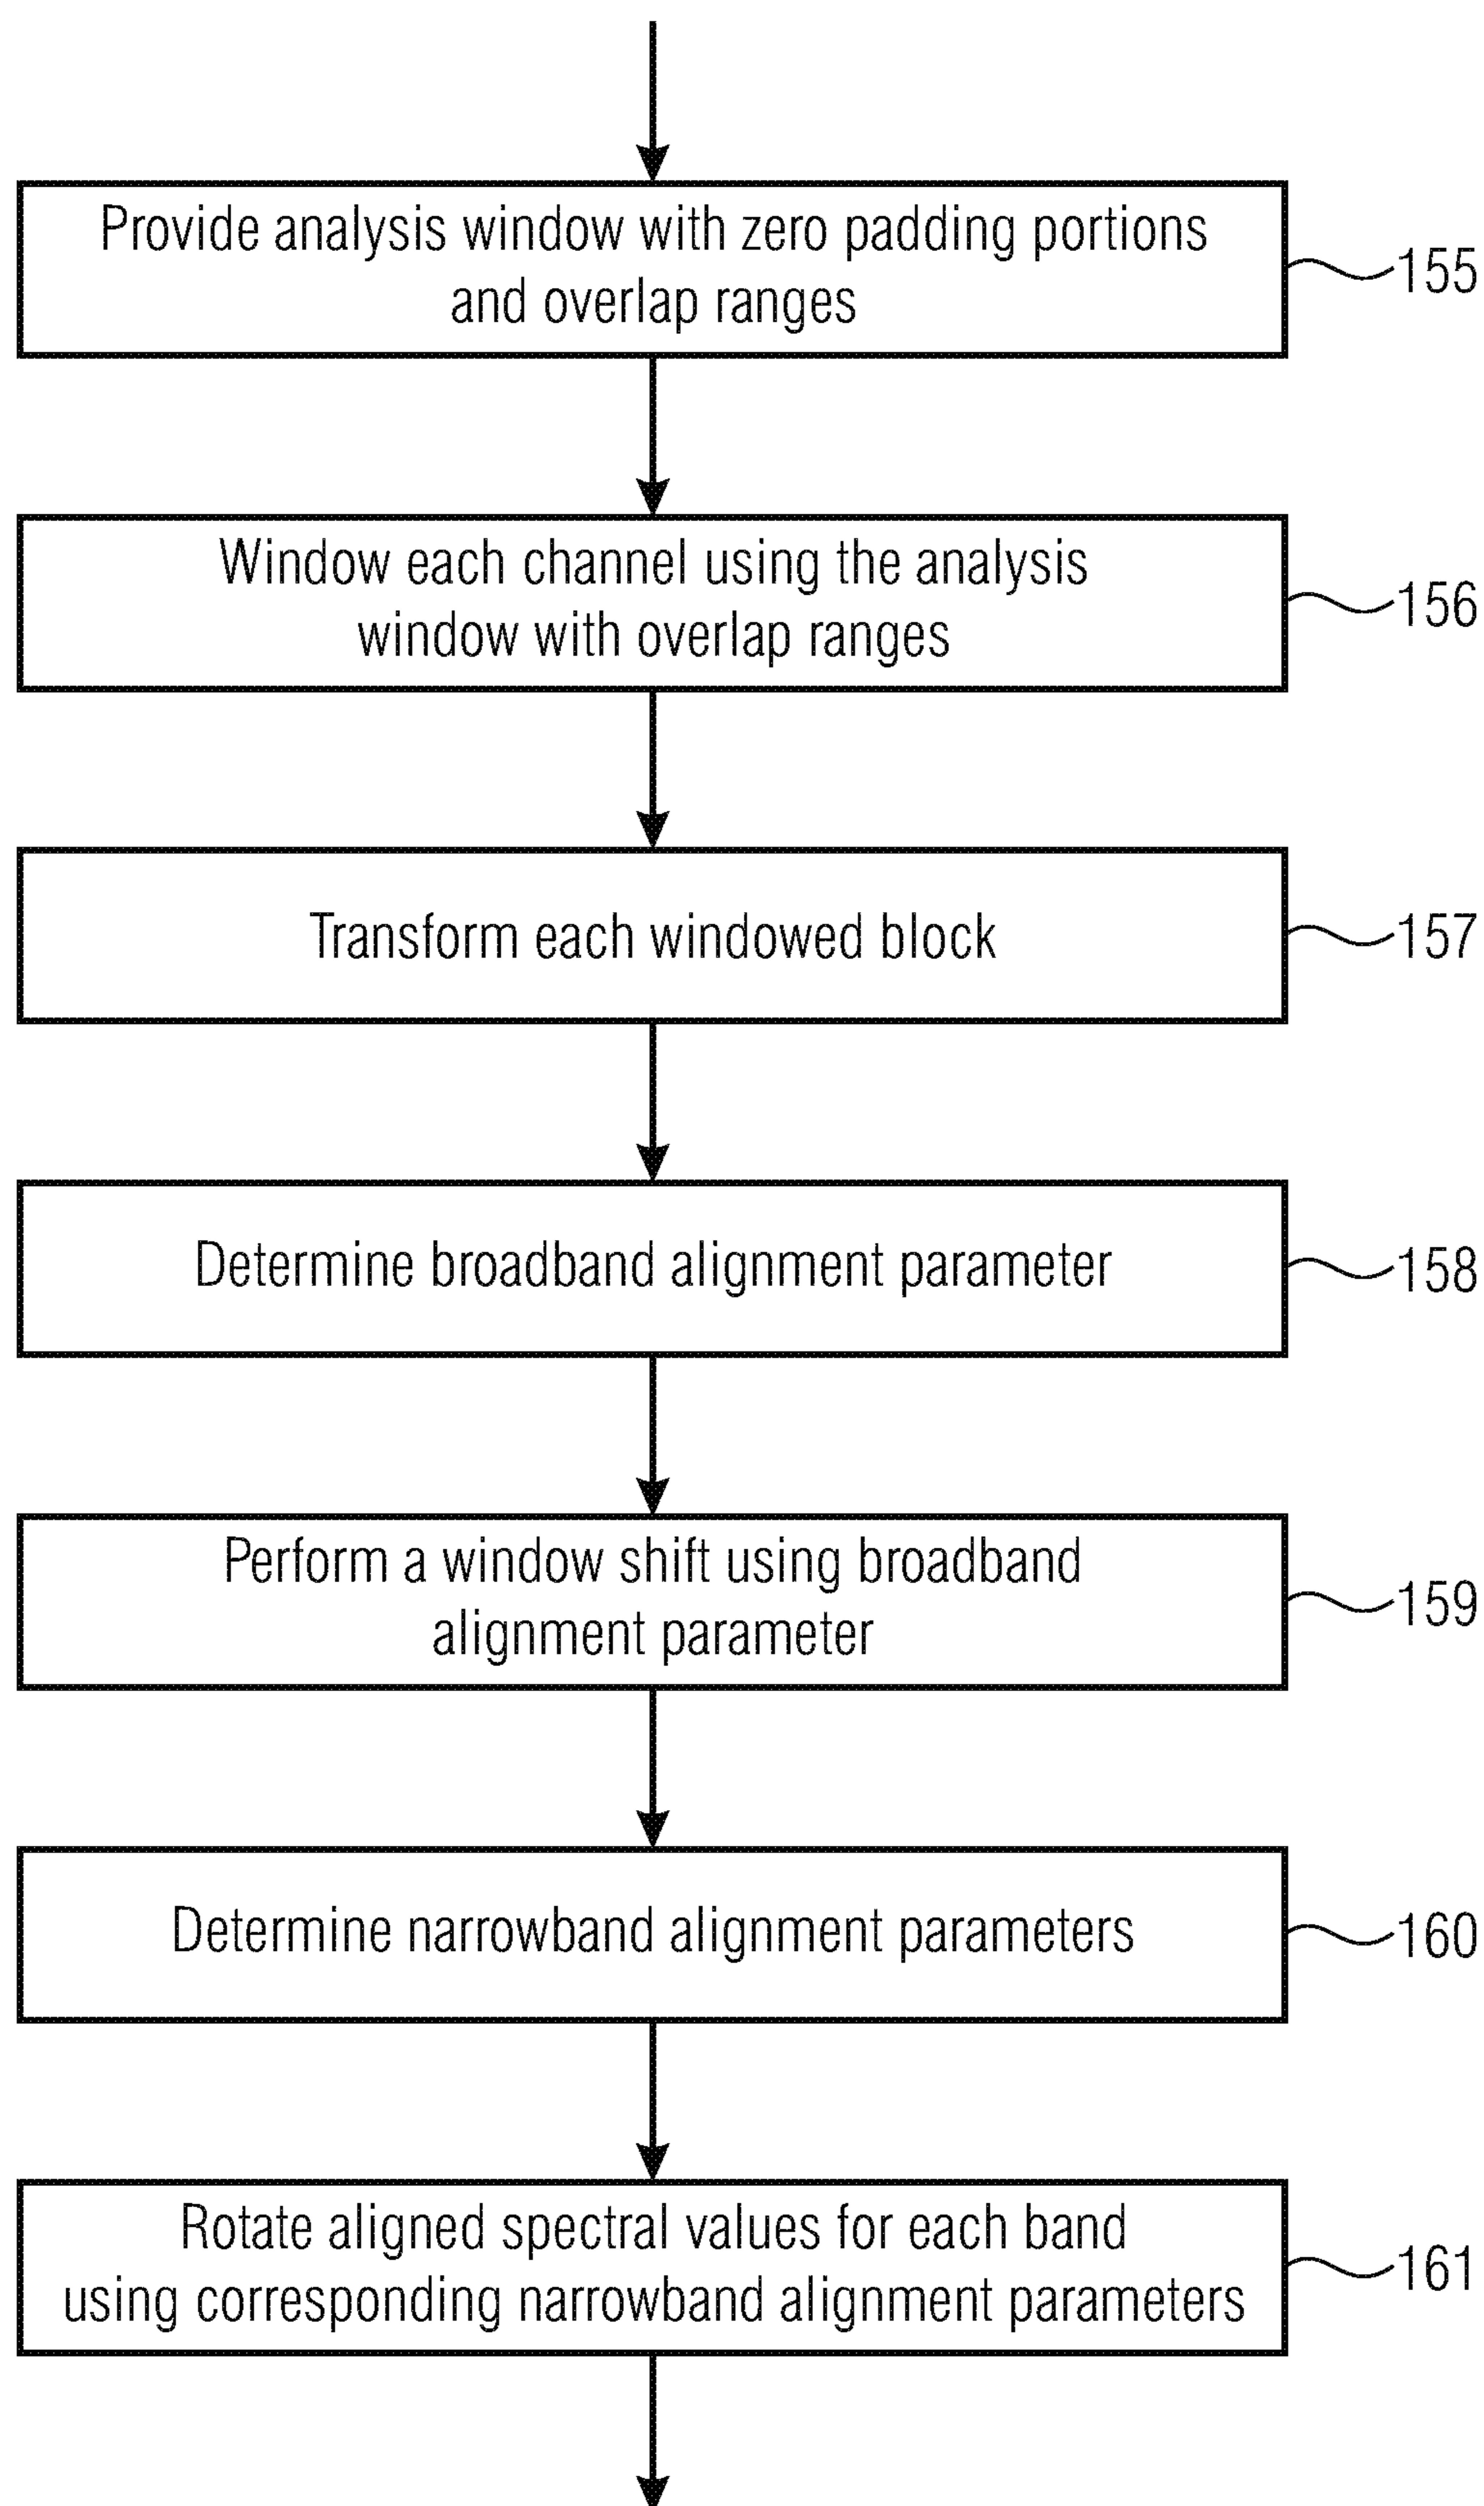 Provide analysis window with zero padding portions
and overlap ranges
155
Window each channel using the analysis
window with overlap ranges
156
Transform each windowed block
157
Determine broadband alignment parameter
158
Perform a window shift using broadband
alignment parameter
159
Determine narrowband alignment parameters
160
Rotate aligned spectral values for each band
using corresponding narrowband alignment parameters
161